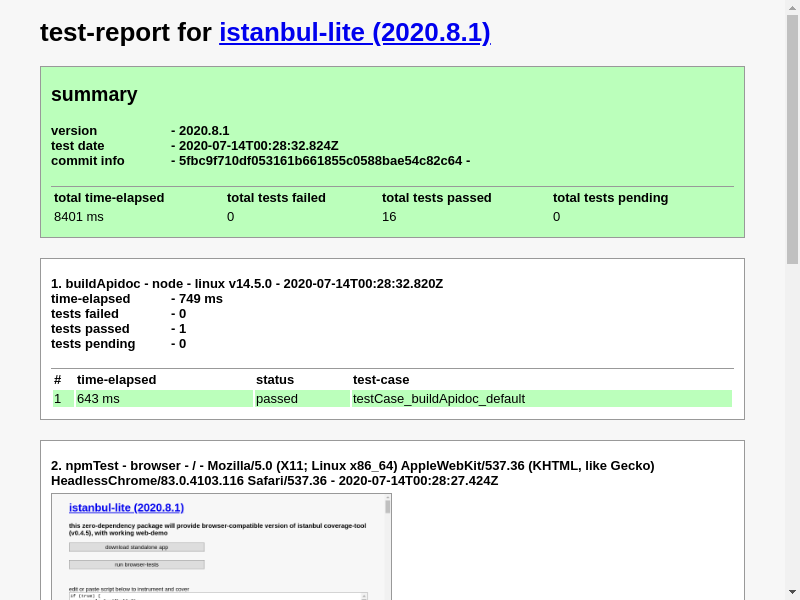 test-report for istanbul-lite (2020.8.1)
summary
version - 2020.8.1
test date - 2020-07-14T00:28:32.824Z
commit info - 5fbc9f710df053161b661855c0588bae54c82c64 -
total time-elapsed total tests failed total tests passed total tests pending
8401 ms 0 16 0
1. buildApidoc - node - linux v14.5.0 - 2020-07-14T00:28:32.820Z
time-elapsed - 749 ms
tests failed - 0
tests passed - 1
tests pending - 0
# time-elapsed status test-case
1 643 ms passed testCase_buildApidoc_default
2. npmTest - browser - / - Mozilla/5.0 (X11; Linux x86_64) AppleWebKit/537.36 (KHTML, like Gecko)
HeadlessChrome/83.0.4103.116 Safari/537.36 - 2020-07-14T00:28:27.424Z
istanbul-lite (2020.8.1)
this zero-dependency package will provide browser-compatible version of istanbul coverage-tool
(v0.4.5), with working web-demo
download standalone app
run browser-tests
edit or paste script below to instrument and cover
if (true) {